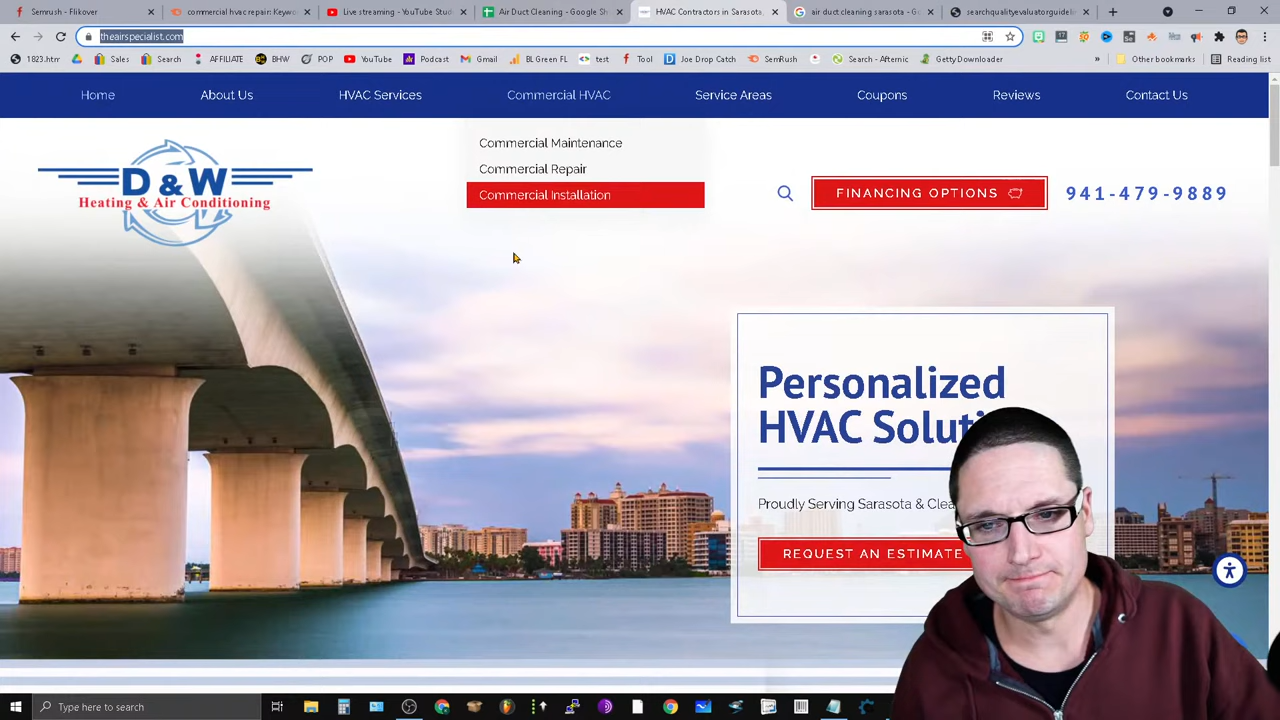 Semrush - Flikover
commercial hvac repair: Keywo
Live streaming - YouTube Stud
Air Duct Cleaning - Google Sh
HVAC Contractors in Sarasota,
air duct cleaning sarasota - Go
searchqualityevaluatorguidelin
theairspecialist.com
1823.htm
Sales
Search
AFFILIATE
BHW
POP
YouTube
Podcast
Gmail
BL Green FL
test
Tool
Joe Drop Catch
SemRush
Search - Afternic
GettyDownloader
»
Other bookmarks
Reading list
Home
About Us
HVAC Services
Commercial HVAC
Service Areas
Coupons
Reviews
Contact Us
Commercial Maintenance
Commercial Repair
Commercial Installation
D & W
Heating & Air Conditioning
FINANCING OPTIONS
941-479-9889
Personalized
HVAC Soluti
Proudly Serving Sarasota & Clea
REQUEST AN ESTIMATE
Type here to search